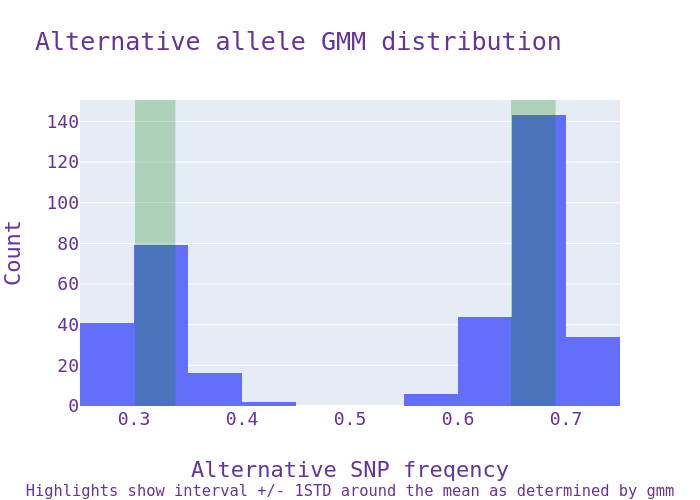 Alternative allele GMM distribution
140
120
100
80
60
40
20
0
Count
0.3 0.4 0.5 0.6 0.7
Alternative SNP freqency
Highlights show interval +/- 1STD around the mean as determined by gmm